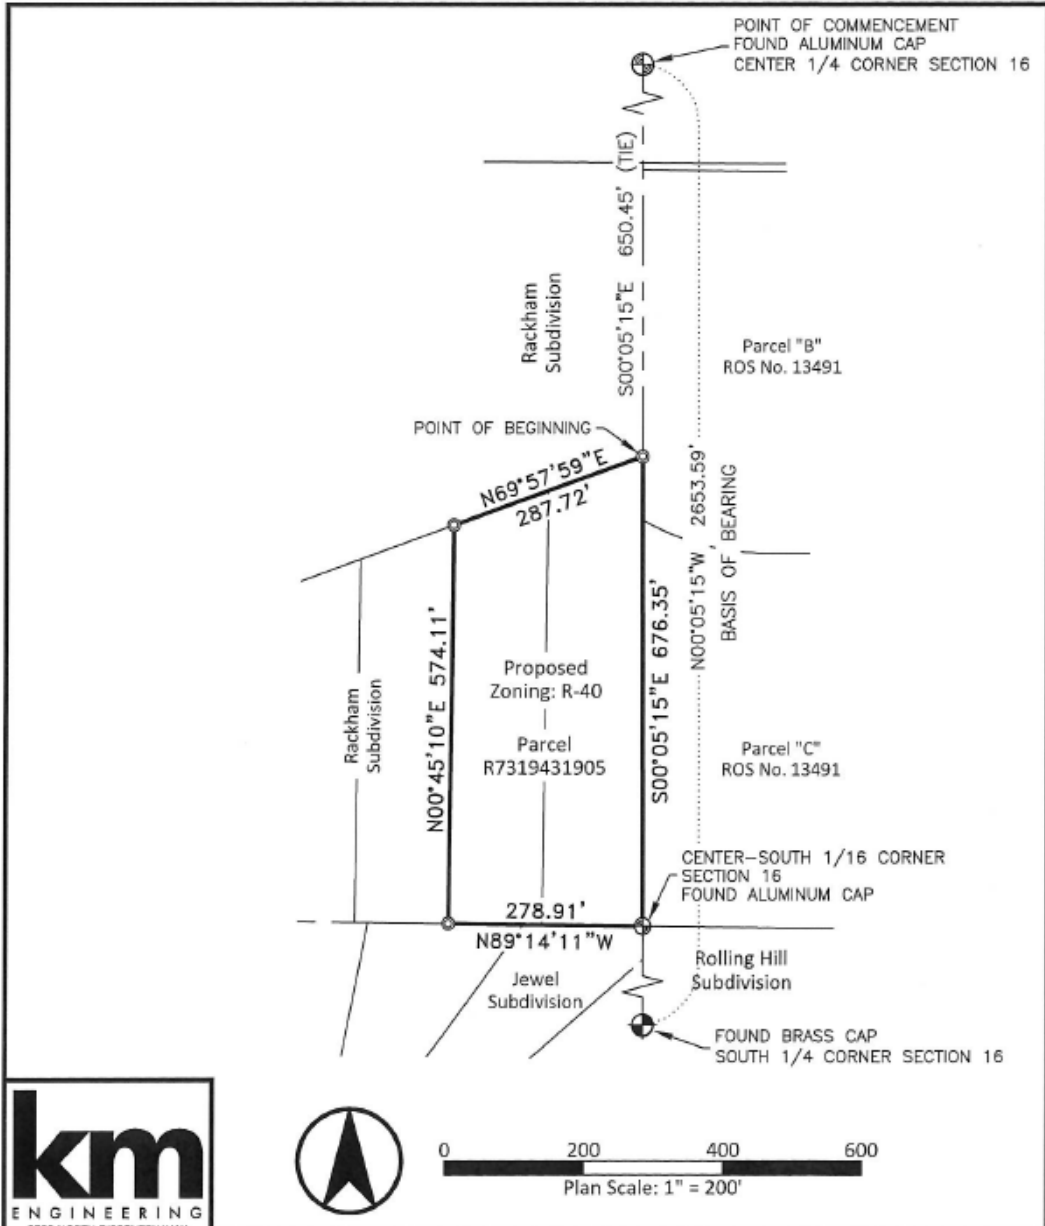 POINT OF COMMENCEMENT
FOUND ALUMINUM CAP
CENTER 1/4 CORNER SECTION 16
S00°05'15"E 650.45' (TIE)
Rackham
Subdivision
Parcel "B"
ROS No. 13491
POINT OF BEGINNING
N69°57'59"E
287.72'
N00°05'15"W 2653.59'
BASIS OF BEARING
N00°45'10"E 574.11'
S00°05'15"E 676.35'
Proposed
Zoning: R-40
Parcel
R7319431905
Rackham
Subdivision
Parcel "C"
ROS No. 13491
CENTER-SOUTH 1/16 CORNER
SECTION 16
FOUND ALUMINUM CAP
278.91'
N89°14'11"W
Jewel
Subdivision
Rolling Hill
Subdivision
FOUND BRASS CAP
SOUTH 1/4 CORNER SECTION 16
km
ENGINEERING
0 200 400 600
Plan Scale: 1" = 200'